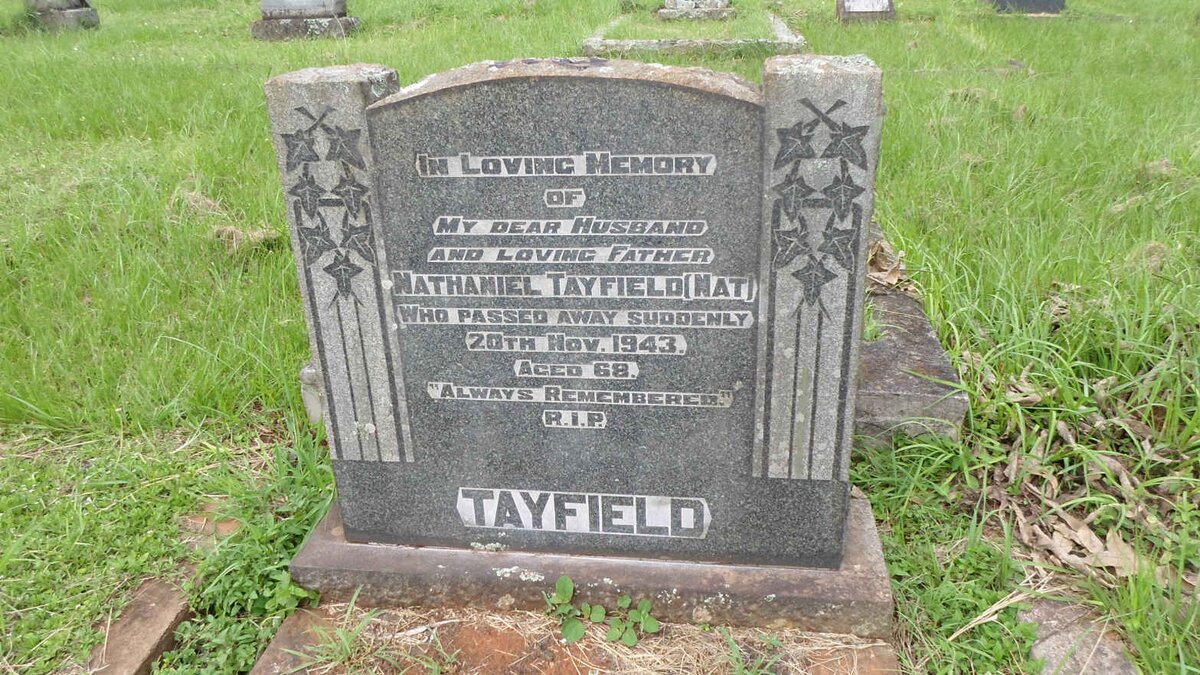 In Loving Memory
of
My dear Husband
and loving Father
Nathaniel Tayfield (Nat)
Who passed away suddenly
20th Nov. 1943.
Aged 68.
"Always Remembered."
R.I.P.
TAYFIELD